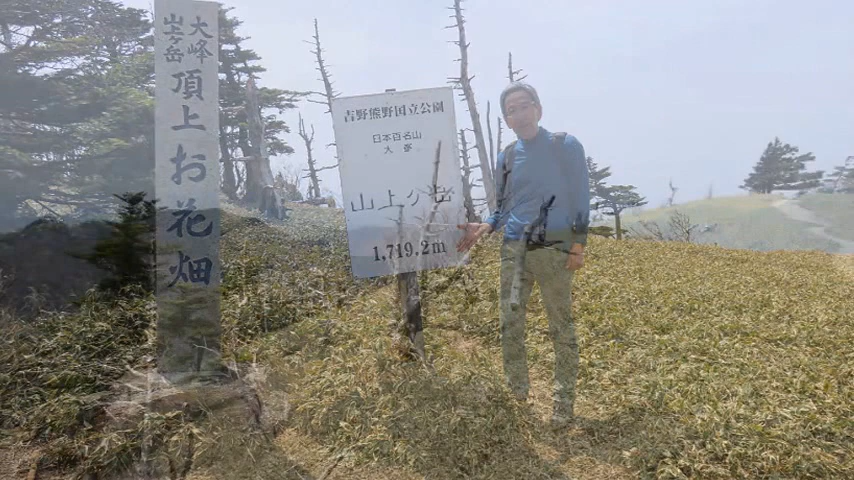 大峰
山上ヶ岳
頂上お花畑
吉野熊野国立公園
日本百名山
大峯
山上ヶ岳
1,719.2m